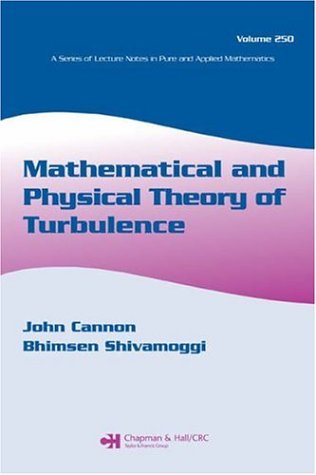 Volume 250
A Series of Lecture Notes in Pure and Applied Mathematics
Mathematical and
Physical Theory of
Turbulence
John Cannon
Bhimsen Shivamoggi
Chapman & Hall/CRC
Taylor & Francis Group